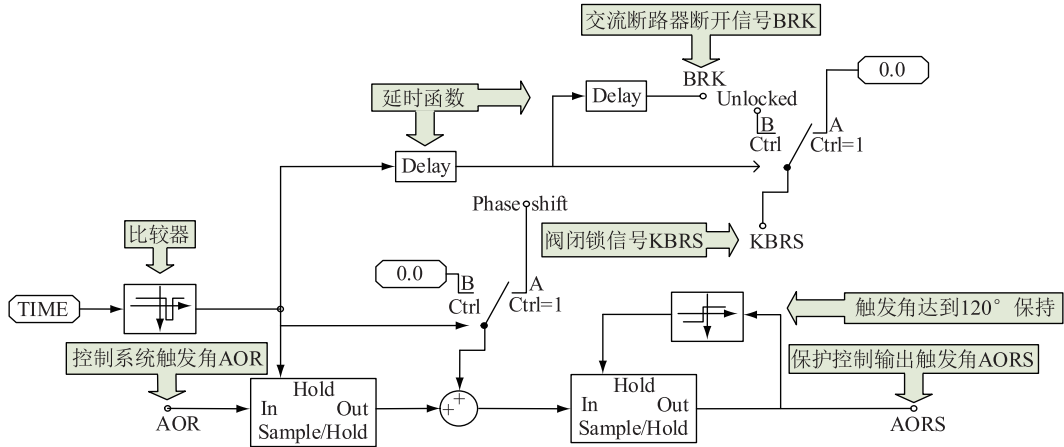 交流断路器断开信号BRK
0.0
BRK
延时函数
Delay
Unlocked
B
A
Ctrl
Ctrl=1
Delay
Phase shift
比较器
阀闭锁信号KBRS
KBRS
0.0
B
A
Ctrl
Ctrl=1
TIME
触发角达到120°保持
控制系统触发角AOR
保护控制输出触发角AORS
Hold
In
Out
Sample/Hold
AOR
+
+
Hold
In
Out
Sample/Hold
AORS